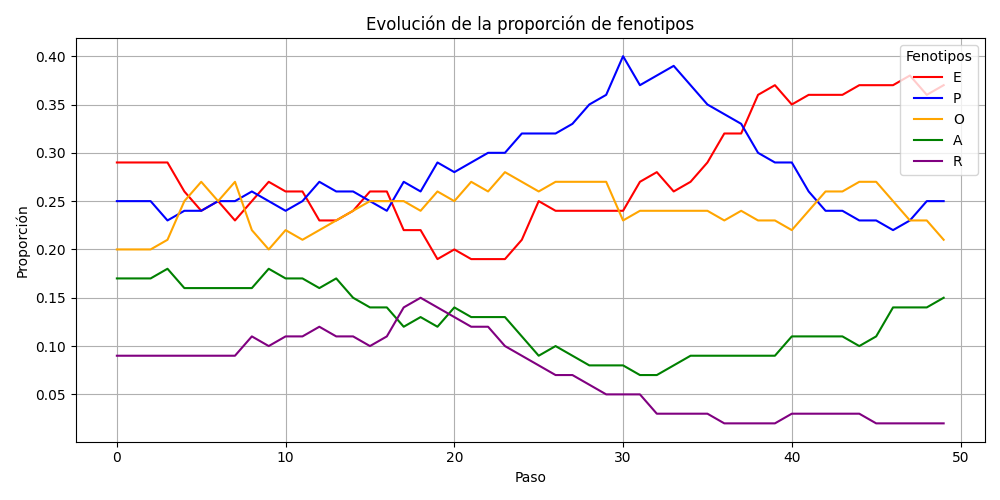 Evolución de la proporción de fenotipos
Proporción
0.40
0.35
0.30
0.25
0.20
0.15
0.10
0.05
0 10 20 30 40 50
Paso
Fenotipos
E
P
O
A
R